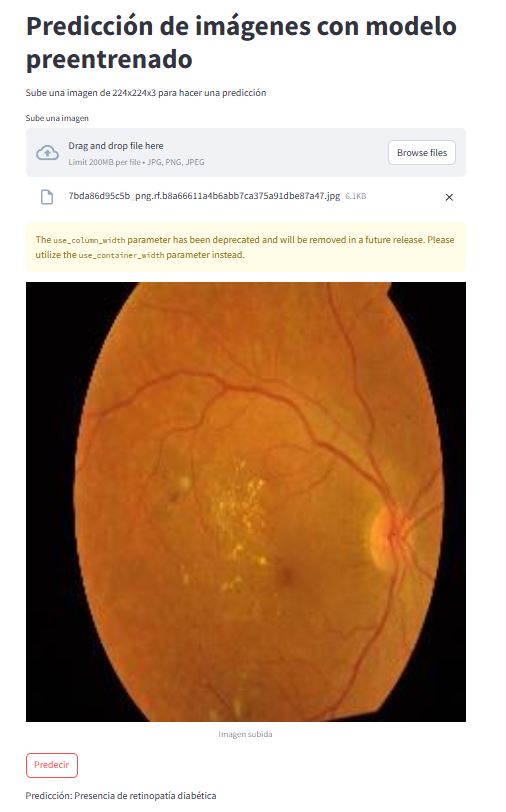 Predicción de imágenes con modelo
preentrenado
Sube una imagen de 224x224x3 para hacer una predicción
Sube una imagen
Drag and drop file here
Limit 200MB per file • JPG, PNG, JPEG
Browse files
7bda86d95c5b_png.rf.b8a66611a4b6abb7ca375a91dbe87a47.jpg 6.1KB
The use_column_width parameter has been deprecated and will be removed in a future release. Please
utilize the use_container_width parameter instead.
Imagen subida
Predecir
Predicción: Presencia de retinopatía diabética